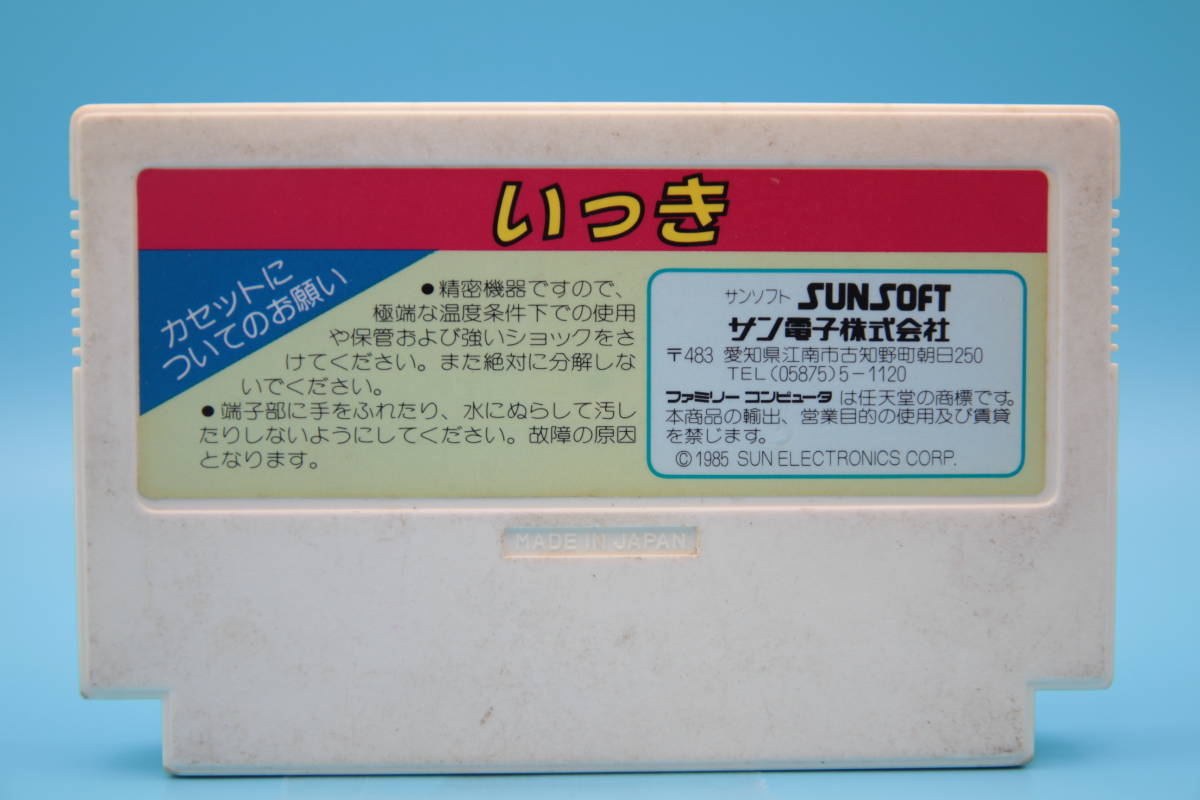 いっき
カセットに
ついてのお願い
●精密機器ですので、
極端な温度条件下での使用
や保管および強いショックをさ
けてください。また絶対に分解しな
いでください。
●端子部に手をふれたり、水にぬらして汚し
たりしないようにしてください。故障の原因
となります。
サンソフト SUNSOFT
サン電子株式会社
〒483 愛知県江南市古知野町朝日250
TEL(05875)5-1120
ファミリー コンピュータ は任天堂の商標です。
本商品の輸出、営業目的の使用及び賃貸
を禁じます。
©1985 SUN ELECTRONICS CORP.
MADE IN JAPAN